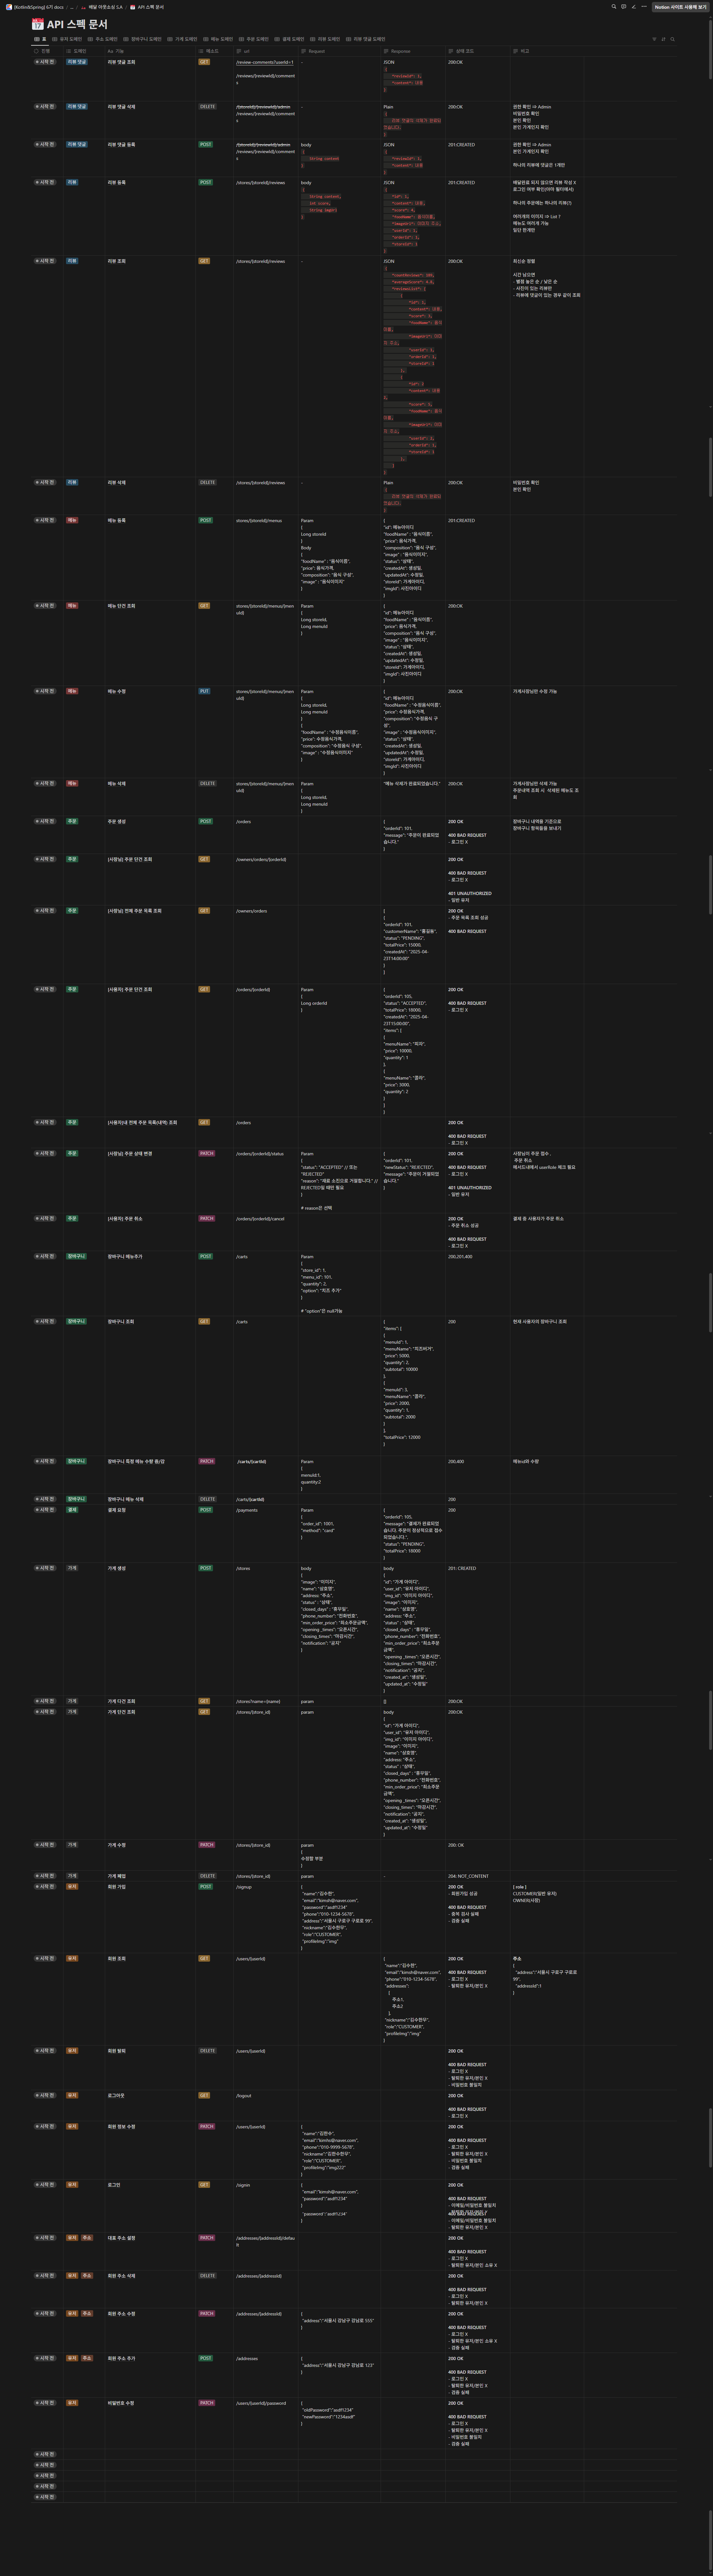 [Kotlin&Spring] 6기 docs / ... / 배달 아웃소싱 5.A / API 스펙 문서
Notion 사이트 사용해 보기
API 스펙 문서
표 유저 도메인 주소 도메인 장바구니 도메인 가게 도메인 메뉴 도메인 주문 도메인 결제 도메인 리뷰 도메인 리뷰 댓글 도메인
진행 도메인 Aa 기능 메소드 url Request Response 상태 코드 비고
시작 전 리뷰 댓글 리뷰 댓글 조회 GET /review-comments?userId=1 - JSON 200:OK
/reviews/{reviewId}/comments
시작 전 리뷰 댓글 리뷰 댓글 삭제 DELETE /{storeId}/{reviewId}/admin - Plain 200:OK 권한 확인 => Admin
/reviews/{reviewId}/comments
비밀번호 확인
본인 확인
본인 가게인지 확인
시작 전 리뷰 댓글 리뷰 댓글 등록 POST /{storeId}/{reviewId}/admin body JSON 201:CREATED 권한 확인 => Admin
/reviews/{reviewId}/comments
String content
본인 가게인지 확인
하나의 리뷰에 댓글은 1개만
시작 전 리뷰 리뷰 등록 POST /stores/{storeId}/reviews body JSON 201:CREATED 배달완료 되지 않으면 리뷰 작성 X
로그인 여부 확인(아마 필터에서)
String content,
int score,
String imgUrl
하나의 주문에는 하나의 리뷰(?)
여러개의 이미지 => List ?
메뉴도 여러개 가능
일단 한개만
시작 전 리뷰 리뷰 조회 GET /stores/{storeId}/reviews - JSON 200:OK 최신순 정렬
시간 남으면
- 별점 높은 순 / 낮은 순
- 사진이 있는 리뷰만
- 리뷰에 댓글이 있는 경우 같이 조회
시작 전 리뷰 리뷰 삭제 DELETE /stores/{storeId}/reviews - Plain 200:OK 비밀번호 확인
본인 확인
시작 전 메뉴 메뉴 등록 POST stores/{storeId}/menus Param { 201:CREATED
{
Long storeId
}
Body
{
"foodName" : "음식이름",
"price": 음식가격,
"composition": "음식 구성",
"image" : "음식이미지"
}
"id": 메뉴아이디
"foodName" : "음식이름",
"price": 음식가격,
"composition": "음식 구성",
"image" : "음식이미지",
"status": "상태",
"createdAt": 생성일,
"updatedAt": 수정일,
"storeId": 가게아이디,
"imgId": 사진아이디
}
시작 전 메뉴 메뉴 단건 조회 GET stores/{storeId}/menus/{menuId} Param { 200:OK
{
Long storeId,
Long menuId
}
"id": 메뉴아이디
"foodName" : "음식이름",
"price": 음식가격,
"composition": "음식 구성",
"image" : "음식이미지",
"status": "상태",
"createdAt": 생성일,
"updatedAt": 수정일,
"storeId": 가게아이디,
"imgId": 사진아이디
}
시작 전 메뉴 메뉴 수정 PUT stores/{storeId}/menus/{menuId} Param { 200:OK 가게사장님만 수정 가능
{
Long storeId,
Long menuId
}
{
"foodName" : "수정음식이름",
"price": 수정음식가격,
"composition": "수정음식 구성",
"image" : "수정음식이미지"
}
"id": 메뉴아이디
"foodName" : "수정음식이름",
"price": 수정음식가격,
"composition": "수정음식 구성",
"image" : "수정음식이미지",
"status": "상태",
"createdAt": 생성일,
"updatedAt": 수정일,
"storeId": 가게아이디,
"imgId": 사진아이디
}
시작 전 메뉴 메뉴 삭제 DELETE stores/{storeId}/menus/{menuId} Param "메뉴 삭제가 완료되었습니다." 200:OK 가게사장님만 삭제 가능
{
Long storeId,
Long menuId
}
주문내역 조회 시 삭제된 메뉴도 조회
시작 전 주문 주문 생성 POST /orders { 200 OK 장바구니 내역을 기준으로
"orderId": 101,
"message": "주문이 완료되었습니다."
}
400 BAD REQUEST
- 로그인 X
장바구니 항목들을 보내기
시작 전 주문 [사장님] 주문 단건 조회 GET /owners/orders/{orderId} 200 OK
400 BAD REQUEST
- 로그인 X
401 UNAUTHORIZED
- 일반 유저
시작 전 주문 [사장님] 전체 주문 목록 조회 GET /owners/orders [ 200 OK
{
"orderId": 101,
"customerName": "홍길동",
"status": "PENDING",
"totalPrice": 15000,
"createdAt": "2025-04-23T14:00:00"
}
]
- 주문 목록 조회 성공
400 BAD REQUEST
시작 전 주문 [사용자] 주문 단건 조회 GET /orders/{orderId} Param { 200 OK
{
Long orderId
}
"orderId": 105,
"status": "ACCEPTED",
"totalPrice": 18000,
"createdAt": "2025-04-23T15:00:00",
"items": [
{
"menuName": "피자",
"price": 10000,
"quantity": 1
},
{
"menuName": "콜라",
"price": 3000,
"quantity": 2
}
]
}
400 BAD REQUEST
- 로그인 X
시작 전 주문 [사용자]내 전체 주문 목록(내역) 조회 GET /orders 200 OK
400 BAD REQUEST
- 로그인 X
시작 전 주문 [사장님] 주문 상태 변경 PATCH /orders/{orderId}/status Param { 200 OK 사장님이 주문 접수 ,
{
"status": "ACCEPTED" // 또는 "REJECTED"
"reason": "재료 소진으로 거절합니다." // REJECTED일 때만 필요
}
# reason은 선택
"orderId": 101,
"newStatus": "REJECTED",
"message": "주문이 거절되었습니다."
}
400 BAD REQUEST
- 로그인 X
401 UNAUTHORIZED
- 일반 유저
주문 취소
메서드내에서 userRole 체크 필요
시작 전 주문 [사용자] 주문 취소 PATCH /orders/{orderId}/cancel 200 OK 결제 중 사용자가 주문 취소
- 주문 취소 성공
400 BAD REQUEST
- 로그인 X
시작 전 장바구니 장바구니 메뉴추가 POST /carts Param 200,201,400
{
"store_id": 1,
"menu_id": 101,
"quantity": 2,
"option": "치즈 추가"
}
# "option"은 null가능
시작 전 장바구니 장바구니 조회 GET /carts { 200 현재 사용자의 장바구니 조회
"items": [
{
"menuId": 1,
"menuName": "치즈버거",
"price": 5000,
"quantity": 2,
"subtotal": 10000
},
{
"menuId": 3,
"menuName": "콜라",
"price": 2000,
"quantity": 1,
"subtotal": 2000
}
],
"totalPrice": 12000
}
시작 전 장바구니 장바구니 특정 메뉴 수량 증/감 PATCH /carts/{cartId} Param 200,400 메뉴id와 수량
{
menuId:1,
quantity:2
}
시작 전 장바구니 장바구니 메뉴 삭제 DELETE /carts/{cartId} 200
시작 전 결제 결제 요청 POST /payments Param { 200
{
"order_id": 1001,
"method": "card"
}
"orderId": 105,
"message": "결제가 완료되었습니다. 주문이 정상적으로 접수되었습니다.",
"status": "PENDING",
"totalPrice": 18000
}
시작 전 가게 가게 생성 POST /stores body body 201: CREATED
{
"image": "이미지",
"name": "상호명",
"address: "주소",
"status" : "상태",
"closed_days" : "휴무일",
"phone_number": "전화번호",
"min_order_price": "최소주문금액",
"opening _times": "오픈시간",
"closing_times": "마감시간",
"notification": "공지"
}
{
"id": "가게 아이디",
"user_id": "유저 아이디",
"img_id": "이미지 아이디",
"image": "이미지",
"name": "상호명",
"address: "주소",
"status" : "상태",
"closed_days" : "휴무일",
"phone_number": "전화번호",
"min_order_price": "최소주문금액",
"opening _times": "오픈시간",
"closing_times": "마감시간",
"notification": "공지",
"created_at": "생성일",
"updated_at": "수정일"
}
시작 전 가게 가게 다건 조회 GET /stores?name={name} param [] 200:OK
시작 전 가게 가게 단건 조회 GET /stores/{store_id} param body 200:OK
{
"id": "가게 아이디",
"user_id": "유저 아이디",
"img_id": "이미지 아이디",
"image": "이미지",
"name": "상호명",
"address: "주소",
"status" : "상태",
"closed_days" : "휴무일",
"phone_number": "전화번호",
"min_order_price": "최소주문금액",
"opening _times": "오픈시간",
"closing_times": "마감시간",
"notification": "공지",
"created_at": "생성일",
"updated_at": "수정일"
}
시작 전 가게 가게 수정 PATCH /stores/{store_id} param 200: OK
{
수정할 부분
}
시작 전 가게 가게 폐업 DELETE /stores/{store_id} param - 204: NOT_CONTENT
시작 전 유저 회원 가입 POST /signup { 200 OK [ role ]
"name":"김수한",
"email":"kimsh@naver.com",
"password":"asdf1234"
"phone":"010-1234-5678",
"address":"서울시 구로구 구로로 99",
"nickname":"김수한무",
"role":"CUSTOMER",
"profileImg":"img"
}
- 회원가입 성공
400 BAD REQUEST
- 중복 검사 실패
- 검증 실패
CUSTOMER(일반 유저)
OWNER(사장)
시작 전 유저 회원 조회 GET /users/{userId} { 200 OK 주소
"name":"김수한",
"email":"kimsh@naver.com",
"phone":"010-1234-5678",
"addresses":
[
주소1,
주소2
],
"nickname":"김수한무",
"role":"CUSTOMER",
"profileImg":"img"
}
400 BAD REQUEST
- 로그인 X
- 탈퇴한 유저/본인 X
{
"address":"서울시 구로구 구로로 99",
"addressId":1
}
시작 전 유저 회원 탈퇴 DELETE /users/{userId} 200 OK
400 BAD REQUEST
- 로그인 X
- 탈퇴한 유저/본인 X
- 비밀번호 불일치
시작 전 유저 로그아웃 GET /logout 200 OK
400 BAD REQUEST
- 로그인 X
시작 전 유저 회원 정보 수정 PATCH /users/{userId} { 200 OK
"name":"김만수",
"email":"kimhs@naver.com",
"phone":"010-9999-5678",
"nickname":"김만수한무",
"role":"CUSTOMER",
"profileImg":"img222"
}
400 BAD REQUEST
- 로그인 X
- 탈퇴한 유저/본인 X
- 비밀번호 불일치
- 검증 실패
시작 전 유저 로그인 GET /signin { 200 OK
"email":"kimsh@naver.com",
"password":"asdf1234"
"password":"asdf1234"
}
400 BAD REQUEST
- 이메일/비밀번호 불일치
400 BAD REQUEST
- 이메일/비밀번호 불일치
- 탈퇴한 유저/본인 X
시작 전 유저 주소 대표 주소 설정 PATCH /addresses/{addressId}/default 200 OK
400 BAD REQUEST
- 로그인 X
- 탈퇴한 유저/본인 소유 X
시작 전 유저 주소 회원 주소 삭제 DELETE /addresses/{addressId} 200 OK
400 BAD REQUEST
- 로그인 X
- 탈퇴한 유저/본인 X
시작 전 유저 주소 회원 주소 수정 PATCH /addresses/{addressId} { 200 OK
"address":"서울시 강남구 강남로 555"
}
400 BAD REQUEST
- 로그인 X
- 탈퇴한 유저/본인 소유 X
- 검증 실패
시작 전 유저 주소 회원 주소 추가 POST /addresses { 200 OK
"address":"서울시 강남구 강남로 123"
}
400 BAD REQUEST
- 로그인 X
- 탈퇴한 유저/본인 X
- 검증 실패
시작 전 유저 비밀번호 수정 PATCH /users/{userId}/password { 200 OK
"oldPassword":"asdf1234"
"newPassword":"1234asdf"
}
400 BAD REQUEST
- 로그인 X
- 탈퇴한 유저/본인 X
- 비밀번호 불일치
- 검증 실패
시작 전
시작 전
시작 전
시작 전
시작 전